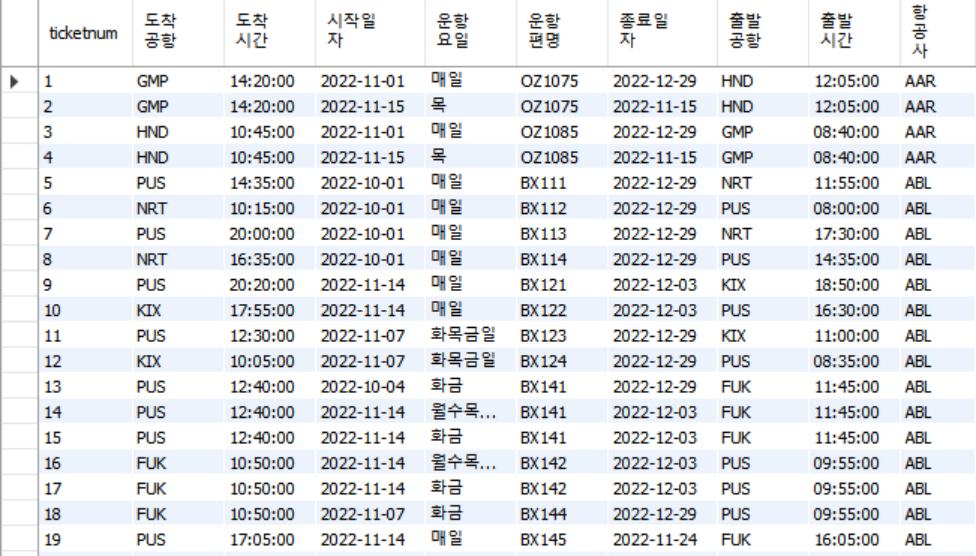 ticketnum 도착공항 도착시간 시작일자 운항요일 운항편명 종료일자 출발공항 출발시간 항공사
1 GMP 14:20:00 2022-11-01 매일 OZ1075 2022-12-29 HND 12:05:00 AAR
2 GMP 14:20:00 2022-11-15 목 OZ1075 2022-11-15 HND 12:05:00 AAR
3 HND 10:45:00 2022-11-01 매일 OZ1085 2022-12-29 GMP 08:40:00 AAR
4 HND 10:45:00 2022-11-15 목 OZ1085 2022-11-15 GMP 08:40:00 AAR
5 PUS 14:35:00 2022-10-01 매일 BX111 2022-12-29 NRT 11:55:00 ABL
6 NRT 10:15:00 2022-10-01 매일 BX112 2022-12-29 PUS 08:00:00 ABL
7 PUS 20:00:00 2022-10-01 매일 BX113 2022-12-29 NRT 17:30:00 ABL
8 NRT 16:35:00 2022-10-01 매일 BX114 2022-12-29 PUS 14:35:00 ABL
9 PUS 20:20:00 2022-11-14 매일 BX121 2022-12-03 KIX 18:50:00 ABL
10 KIX 17:55:00 2022-11-14 매일 BX122 2022-12-03 PUS 16:30:00 ABL
11 PUS 12:30:00 2022-11-07 화목금일 BX123 2022-12-29 KIX 11:00:00 ABL
12 KIX 10:05:00 2022-11-07 화목금일 BX124 2022-12-29 PUS 08:35:00 ABL
13 PUS 12:40:00 2022-10-04 화금 BX141 2022-12-29 FUK 11:45:00 ABL
14 PUS 12:40:00 2022-11-14 월수목... BX141 2022-12-03 FUK 11:45:00 ABL
15 PUS 12:40:00 2022-11-14 화금 BX141 2022-12-03 FUK 11:45:00 ABL
16 FUK 10:50:00 2022-11-14 월수목... BX142 2022-12-03 PUS 09:55:00 ABL
17 FUK 10:50:00 2022-11-14 화금 BX142 2022-12-03 PUS 09:55:00 ABL
18 FUK 10:50:00 2022-11-07 화금 BX144 2022-12-29 PUS 09:55:00 ABL
19 PUS 17:05:00 2022-11-14 매일 BX145 2022-11-24 FUK 16:05:00 ABL